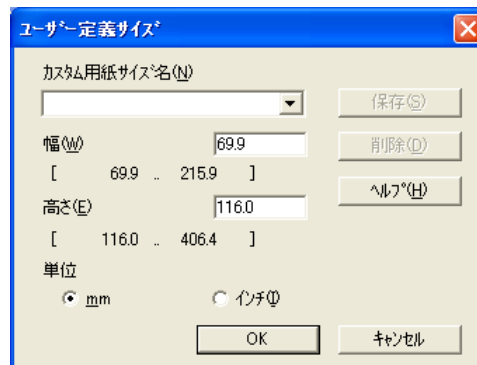 ユーザー定義サイズ
カスタム用紙サイズ名(N)
保存(S)
幅(W) 69.9
削除(D)
[ 69.9 .. 215.9 ]
ヘルプ(H)
高さ(E) 116.0
[ 116.0 .. 406.4 ]
単位
mm インチ(I)
OK キャンセル